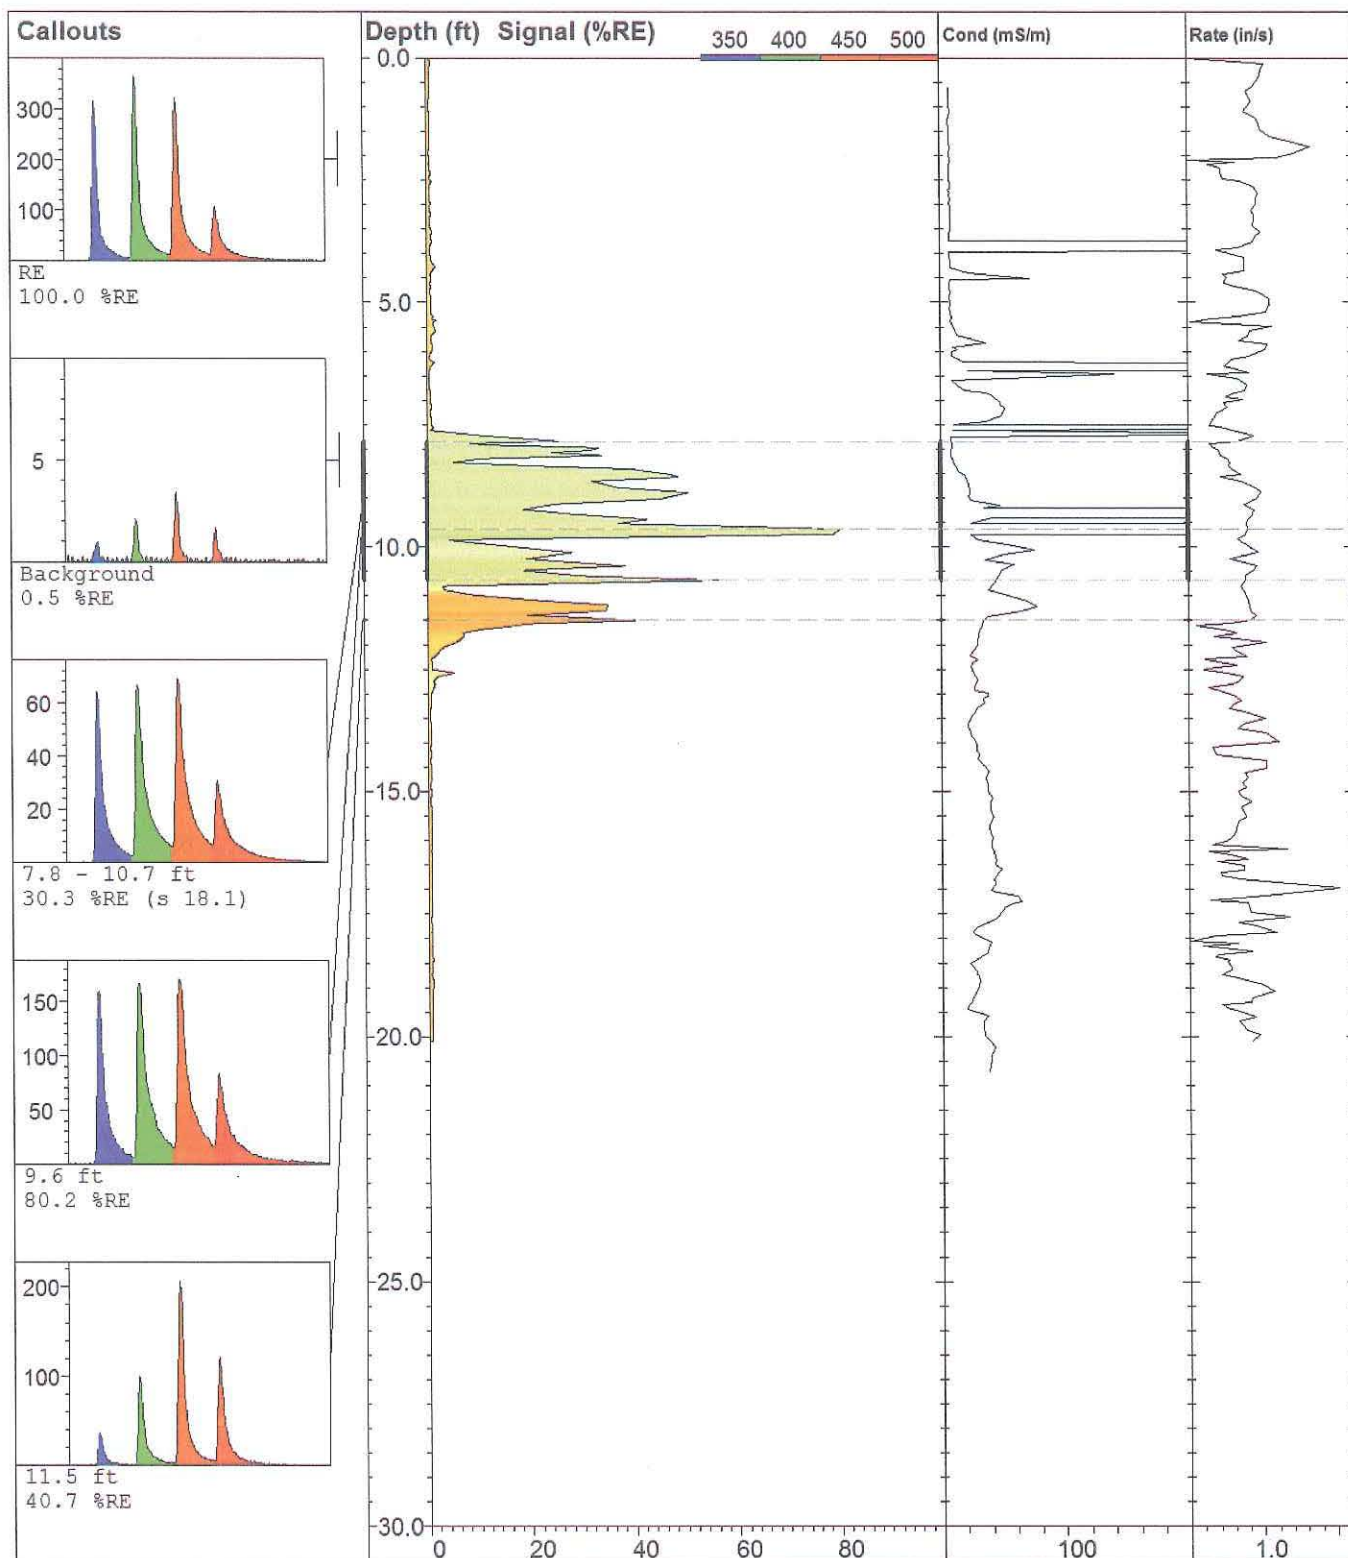 Callouts
Depth (ft) Signal (%RE)
350 400 450 500
Cond (mS/m)
Rate (in/s)
300
200
100
RE
100.0 %RE
5
Background
0.5 %RE
60
40
20
7.8 - 10.7 ft
30.3 %RE (s 18.1)
150
100
50
9.6 ft
80.2 %RE
200
100
11.5 ft
40.7 %RE
0.0
5.0
10.0
15.0
20.0
25.0
30.0
0 20 40 60 80
100
1.0